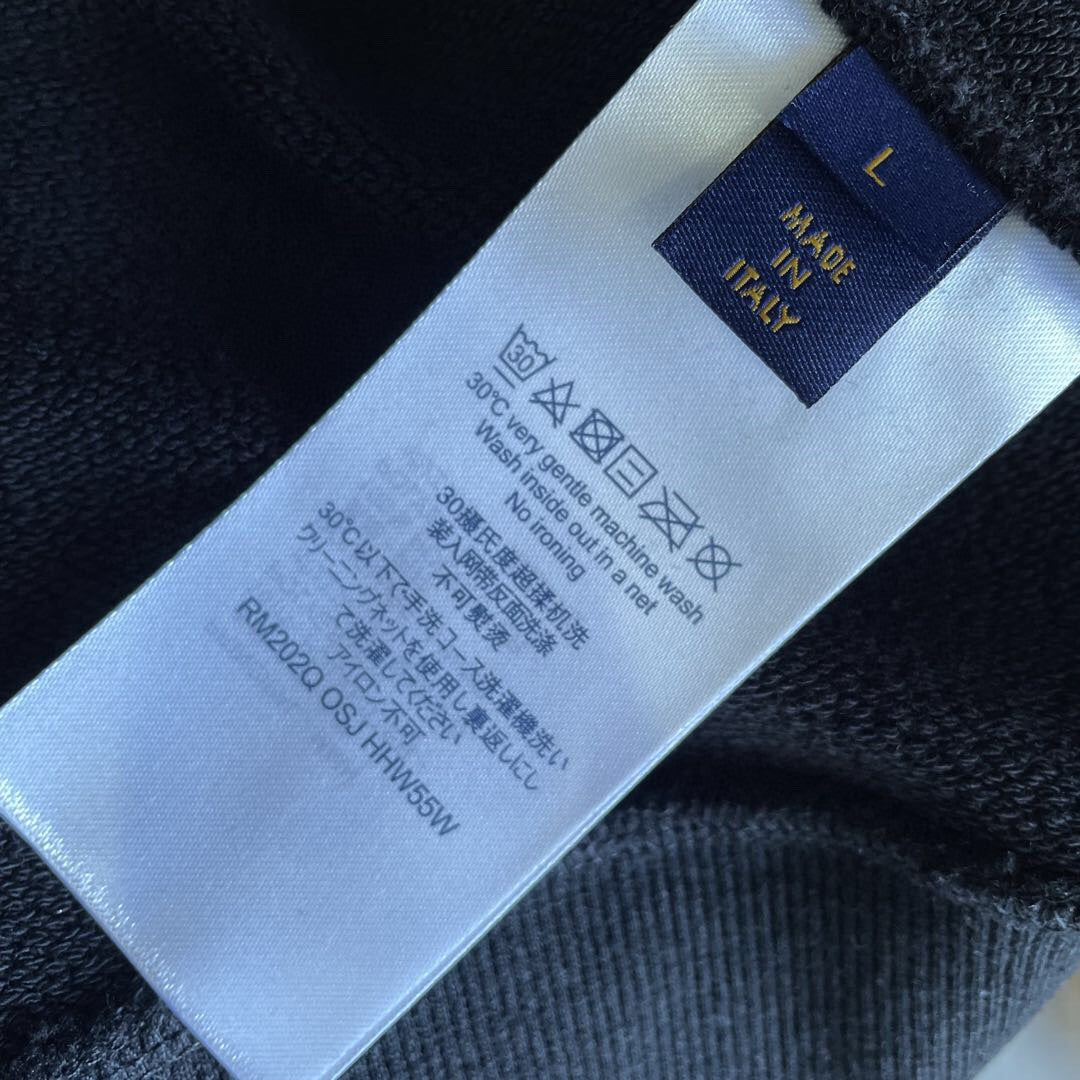 L
MADE
IN
ITALY
30
30°C very gentle machine wash
Wash inside out in a net
No ironing
30摄氏度超揉机洗
装入网带反面洗涤
不可熨烫
30℃以下で手洗コース洗濯機洗い
クリーニングネットを使用し裏返しにし
て洗濯してください
アイロン不可
RM202Q OSJ HHW55W